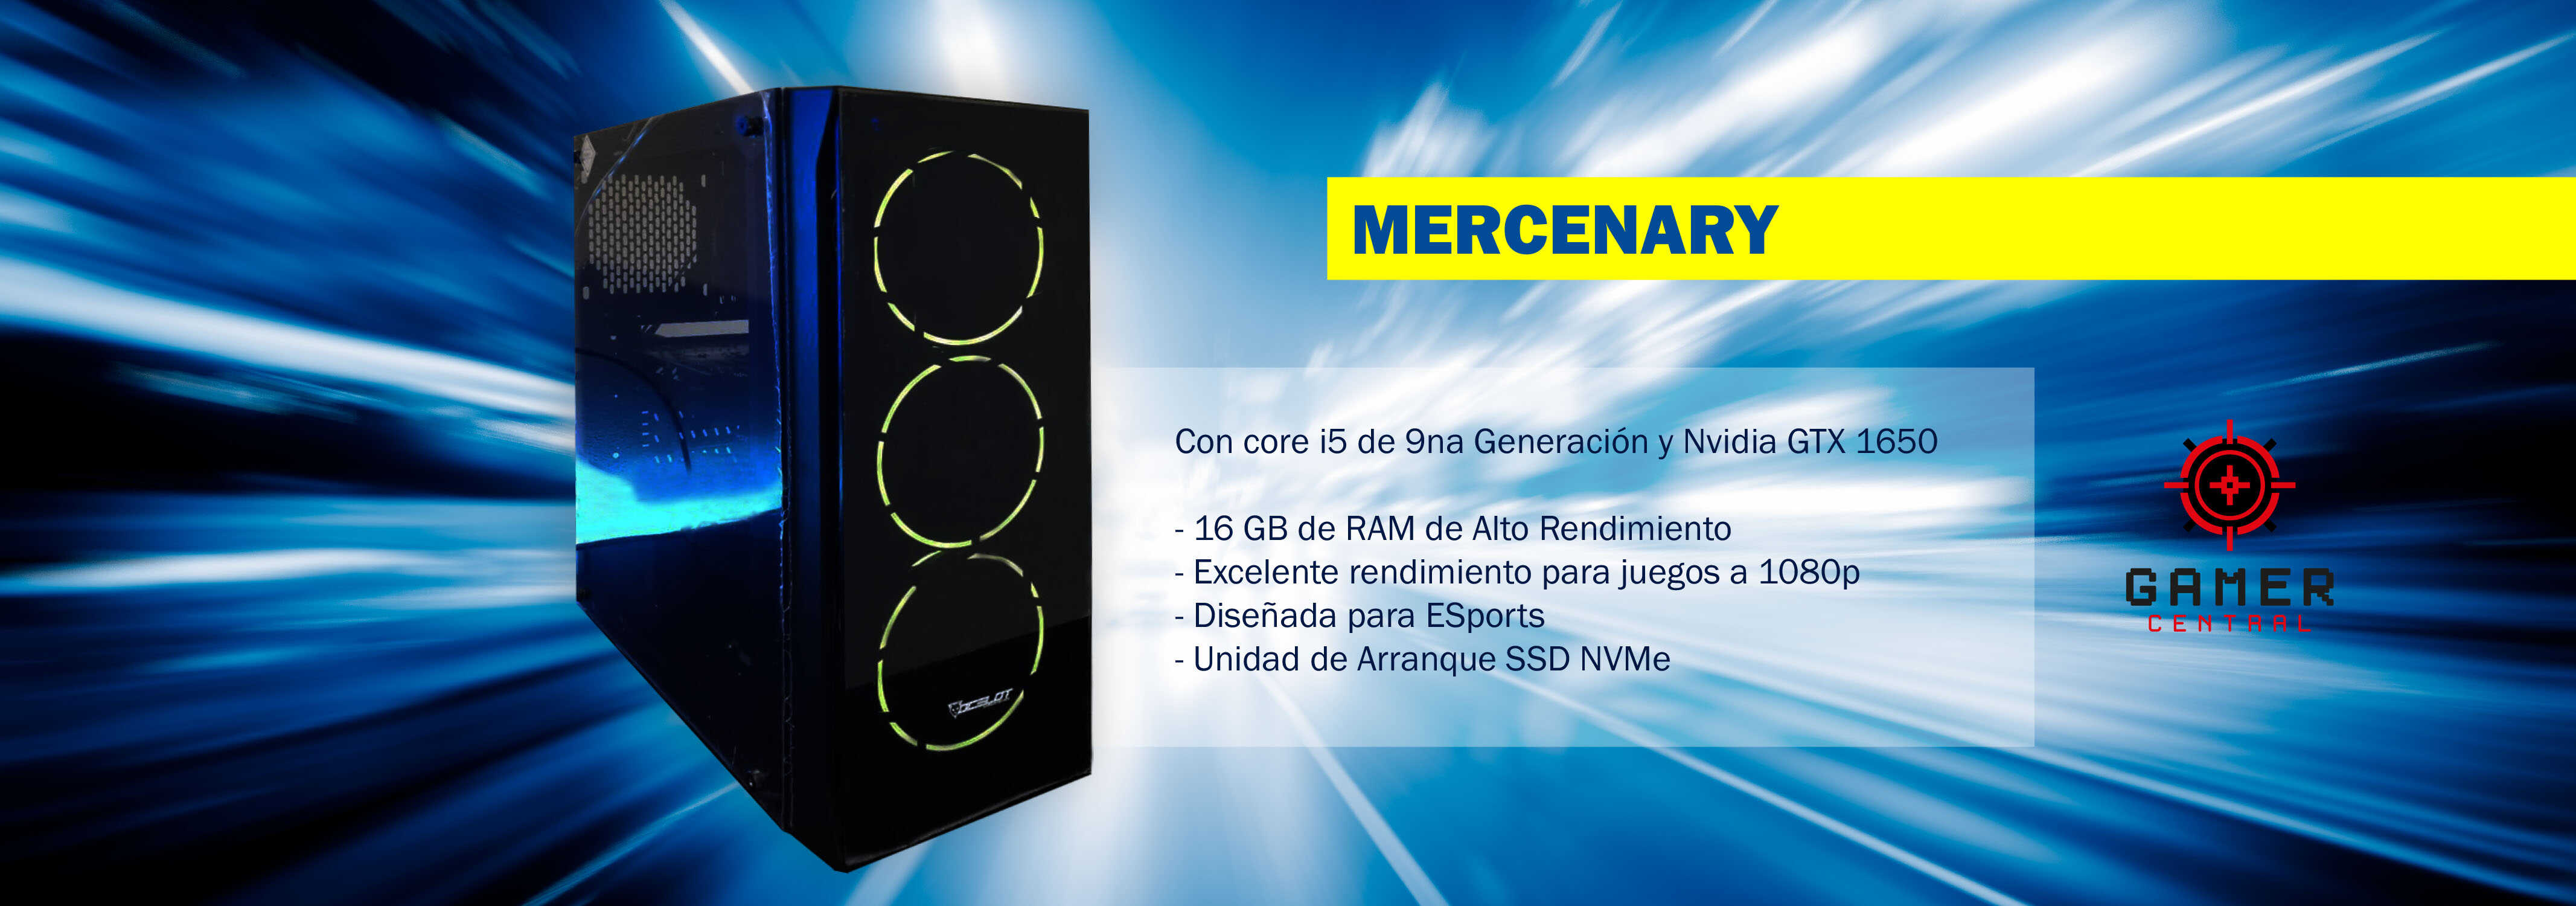 MERCENARY
Con core i5 de 9na Generación y Nvidia GTX 1650
- 16 GB de RAM de Alto Rendimiento
- Excelente rendimiento para juegos a 1080p
- Diseñada para ESports
- Unidad de Arranque SSD NVMe
GAMER
CENTRAL
OCELOT